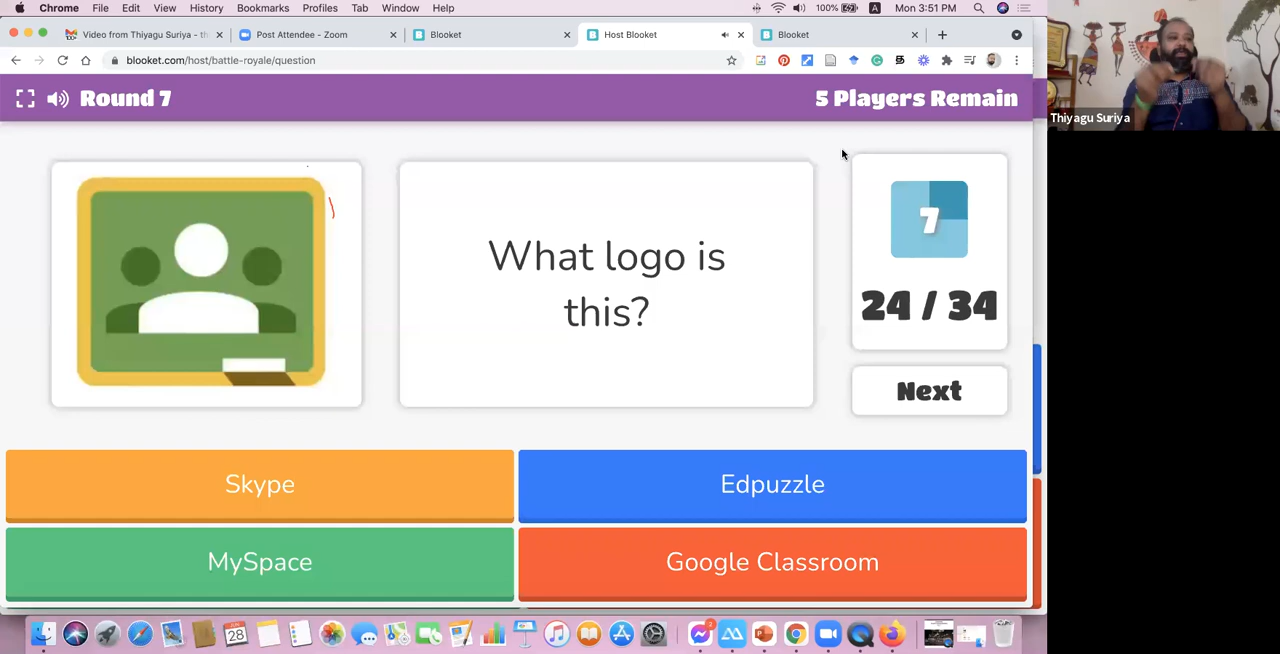 Chrome File Edit View History Bookmarks Profiles Tab Window Help 100% A Mon 3:51 PM
Video from Thiyagu Suriya - th
Post Attendee - Zoom
Blooket
Host Blooket
Blooket
blooket.com/host/battle-royale/question
Round 7
5 Players Remain
Thiyagu Suriya
What logo is
this?
7
24 / 34
Next
Skype
Edpuzzle
MySpace
Google Classroom
28